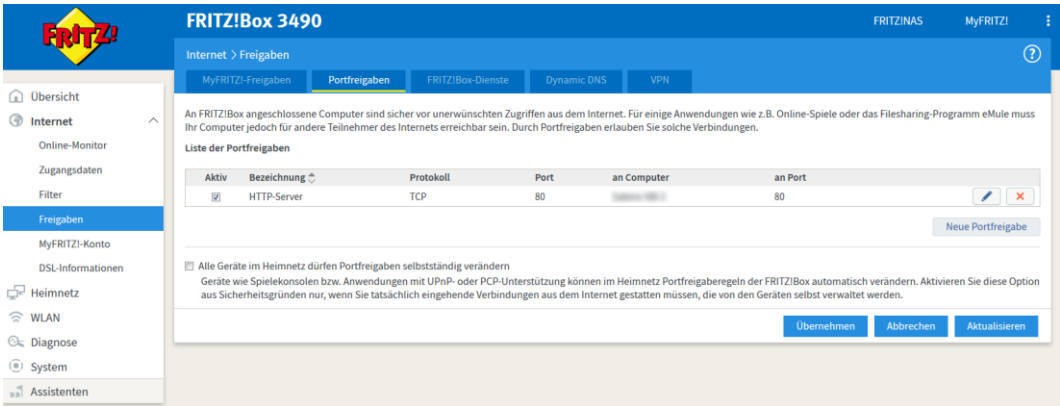 FRITZ!
FRITZ!Box 3490
FRITZ!NAS
MyFRITZ!
Internet > Freigaben
MyFRITZ!-Freigaben
Portfreigaben
FRITZ!Box-Dienste
Dynamic DNS
VPN
Übersicht
Internet
Online-Monitor
Zugangsdaten
Filter
Freigaben
MyFRITZ!-Konto
DSL-Informationen
Heimnetz
WLAN
Diagnose
System
Assistenten
An FRITZ!Box angeschlossene Computer sind sicher vor unerwünschten Zugriffen aus dem Internet. Für einige Anwendungen wie z.B. Online-Spiele oder das Filesharing-Programm eMule muss
Ihr Computer jedoch für andere Teilnehmer des Internets erreichbar sein. Durch Portfreigaben erlauben Sie solche Verbindungen.
Liste der Portfreigaben
Aktiv Bezeichnung Protokoll Port an Computer an Port
HTTP-Server TCP 80 80
Neue Portfreigabe
Alle Geräte im Heimnetz dürfen Portfreigaben selbstständig verändern
Geräte wie Spielekonsolen bzw. Anwendungen mit UPnP- oder PCP-Unterstützung können im Heimnetz Portfreigaberegeln der FRITZ!Box automatisch verändern. Aktivieren Sie diese Option
aus Sicherheitsgründen nur, wenn Sie tatsächlich eingehende Verbindungen aus dem Internet gestatten müssen, die von den Geräten selbst verwaltet werden.
Übernehmen
Abbrechen
Aktualisieren